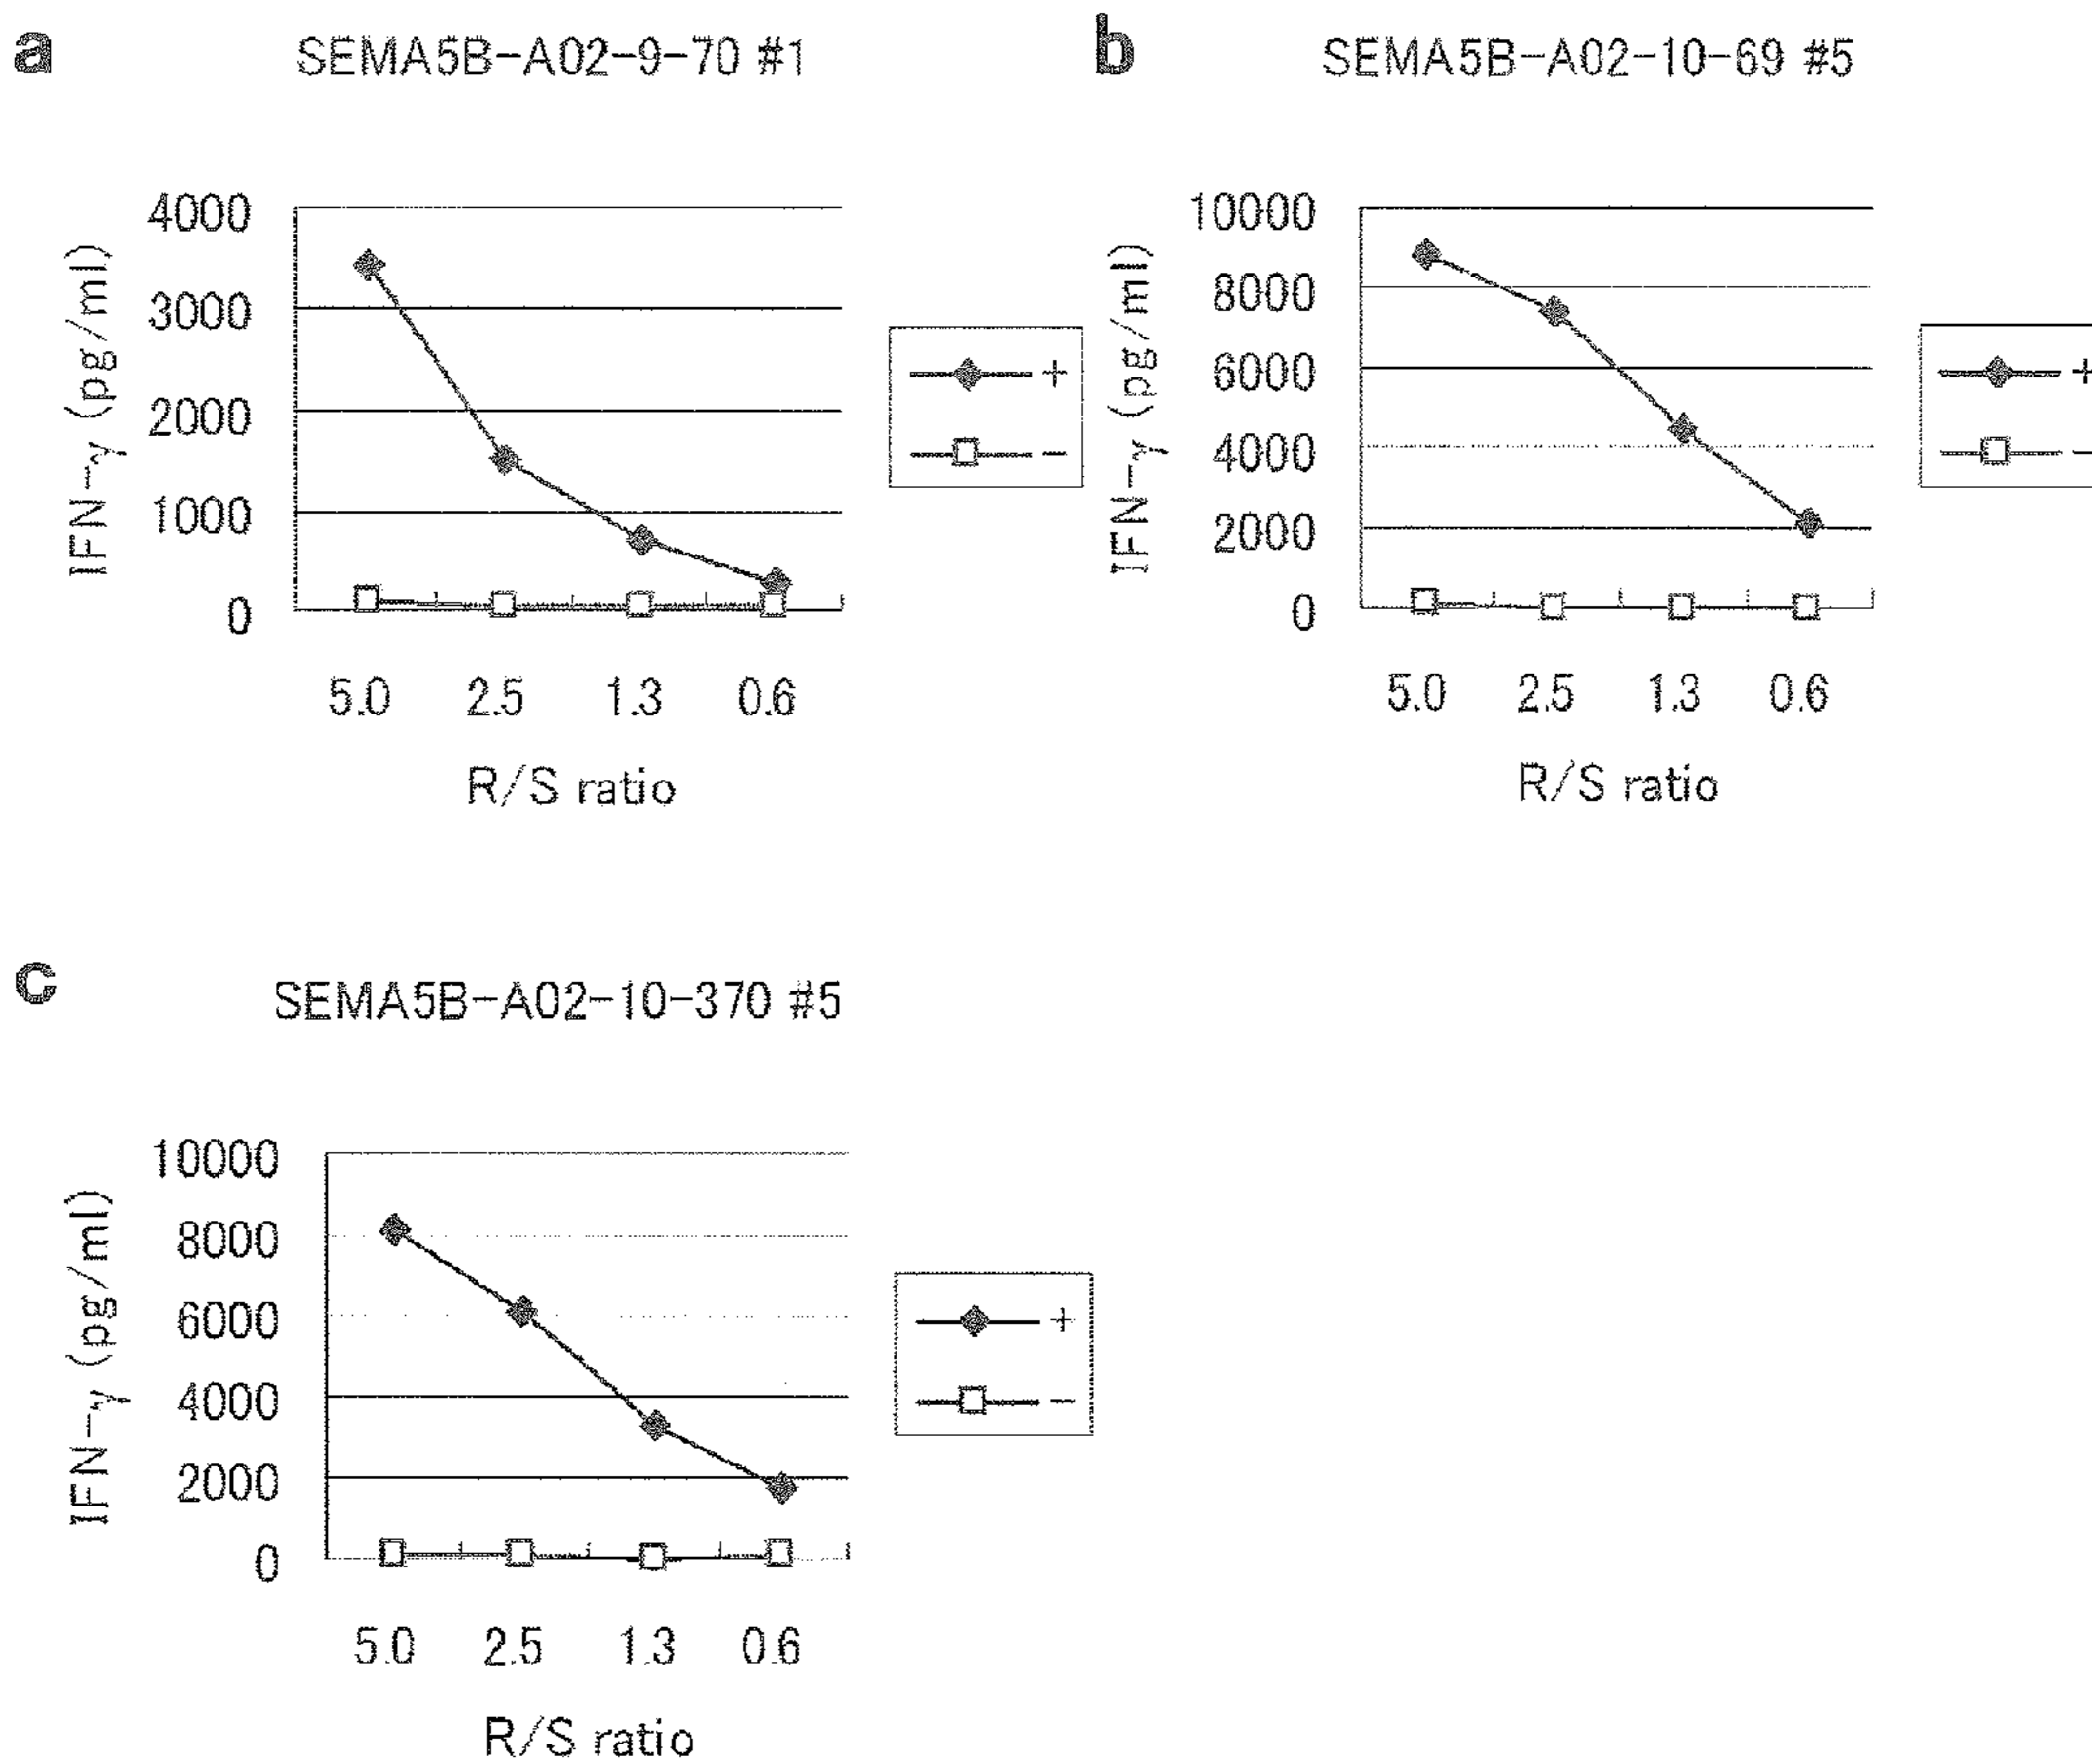 a
SEMA5B-A02-9-70 #1
IFN-γ (pg/ml)
4000
3000
2000
1000
0
5.0 2.5 1.3 0.6
R/S ratio
+
−
b
SEMA5B-A02-10-69 #5
IFN-γ (pg/ml)
10000
8000
6000
4000
2000
0
5.0 2.5 1.3 0.6
R/S ratio
+
−
c
SEMA5B-A02-10-370 #5
IFN-γ (pg/ml)
10000
8000
6000
4000
2000
0
5.0 2.5 1.3 0.6
R/S ratio
+
−